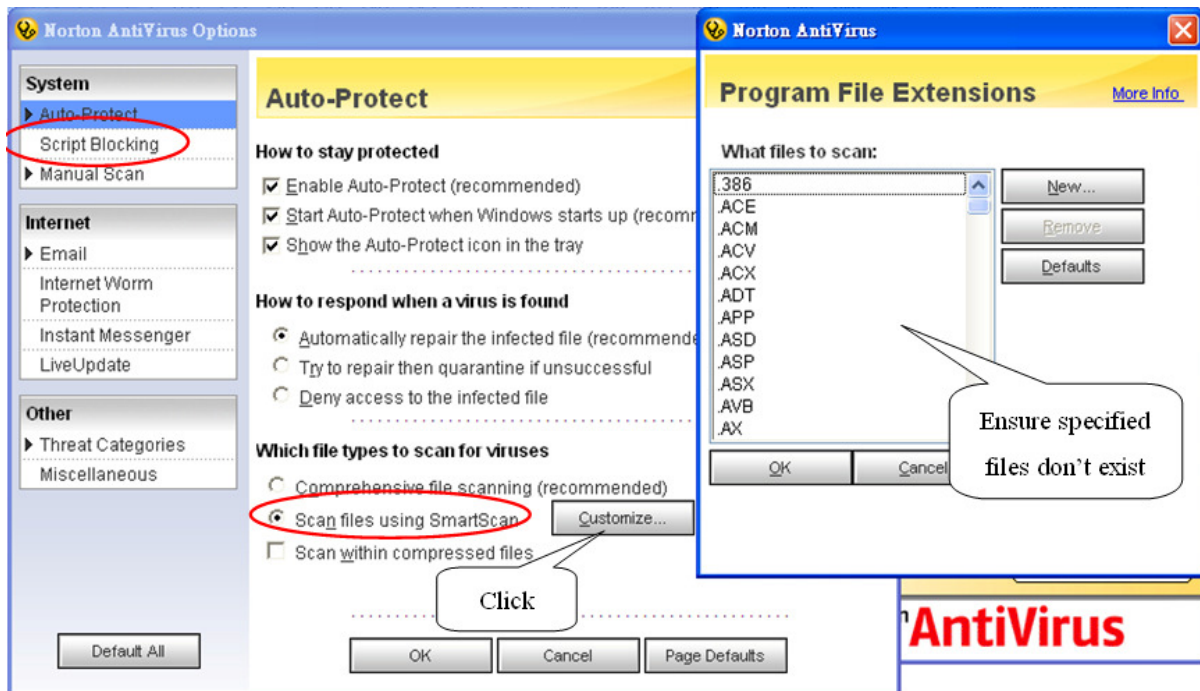 Norton AntiVirus Options
System
Auto-Protect
Script Blocking
Manual Scan
Internet
Email
Internet Worm
Protection
Instant Messenger
LiveUpdate
Other
Threat Categories
Miscellaneous
Default All
Auto-Protect
How to stay protected
Enable Auto-Protect (recommended)
Start Auto-Protect when Windows starts up
Show the Auto-Protect icon in the tray
How to respond when a virus is found
Automatically repair the infected file
Try to repair then quarantine if unsuccessful
Deny access to the infected file
Which file types to scan for viruses
Comprehensive file scanning (recommended)
Scan files using SmartScan
Customize...
Scan within compressed files
Click
OK
Cancel
Page Defaults
Norton AntiVirus
Program File Extensions
More Info
What files to scan:
.386
.ACE
.ACM
.ACV
.ACX
.ADT
.APP
.ASD
.ASP
.ASX
.AVB
.AX
New...
Remove
Defaults
OK
Cancel
Ensure specified
files don't exist
AntiVirus